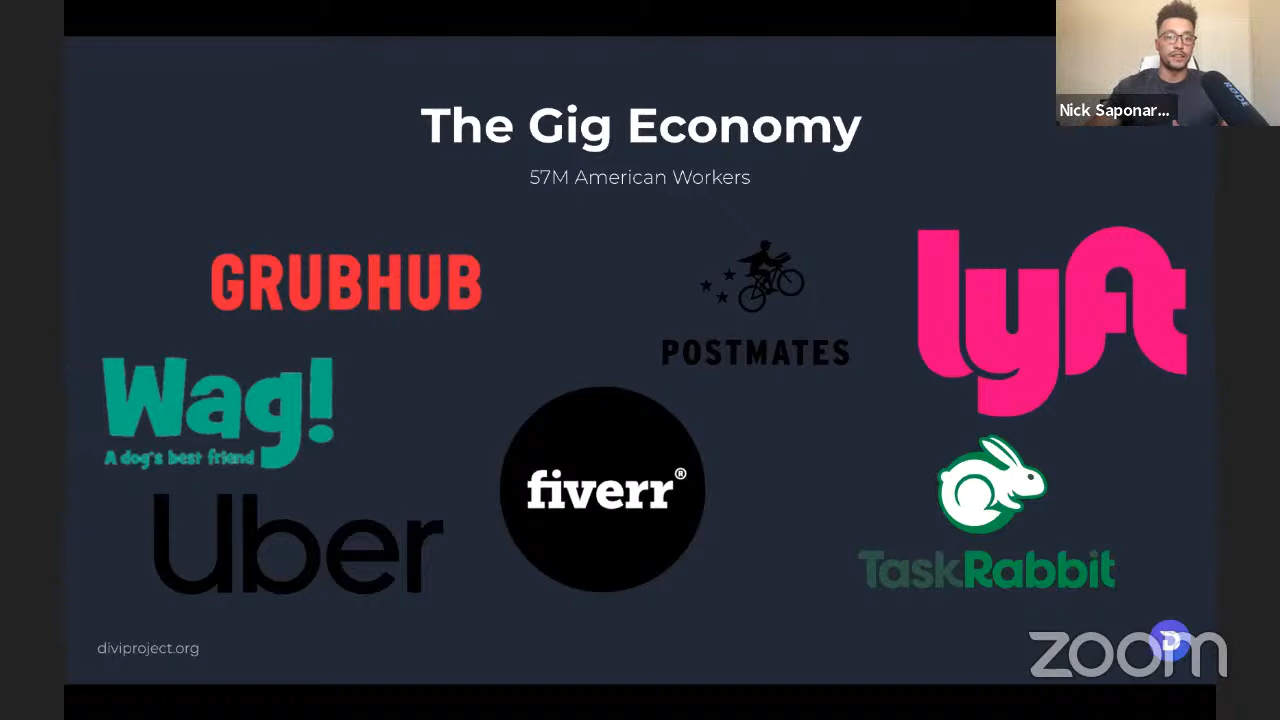 The Gig Economy
57M American Workers
Nick Saponar...
RODE
GRUBHUB
POSTMATES
lyft
Wag!
A dog's best friend
fiverr®
Uber
TaskRabbit
diviproject.org
zoom
D